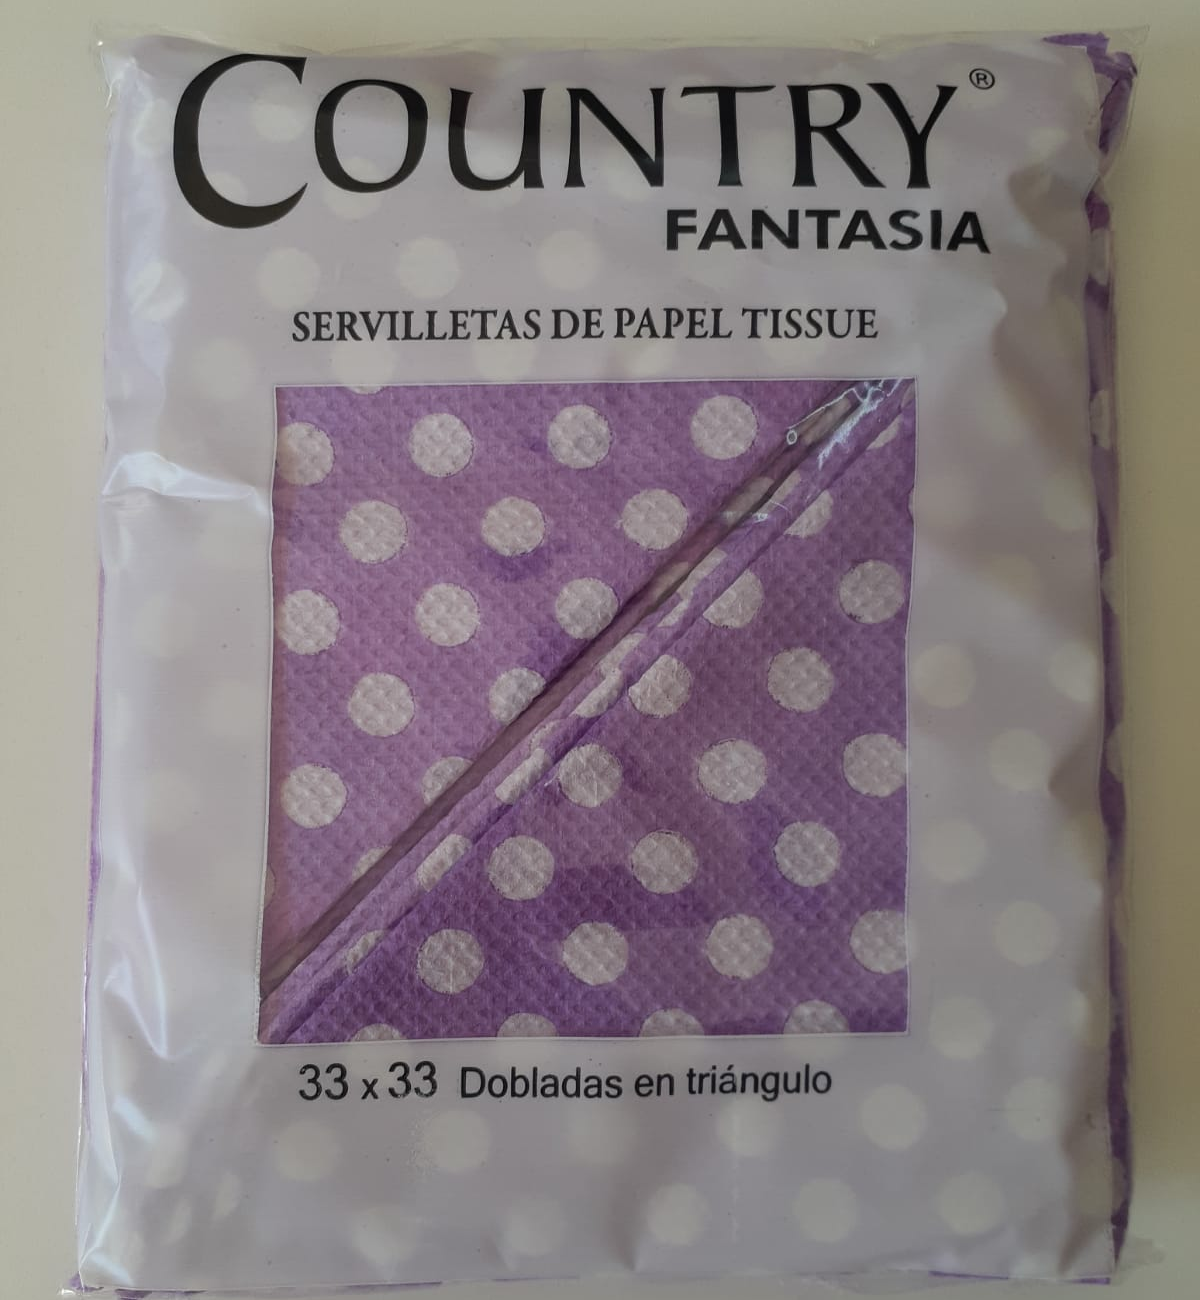 COUNTRY®
FANTASIA
SERVILLETAS DE PAPEL TISSUE
33 x 33 Dobladas en triángulo